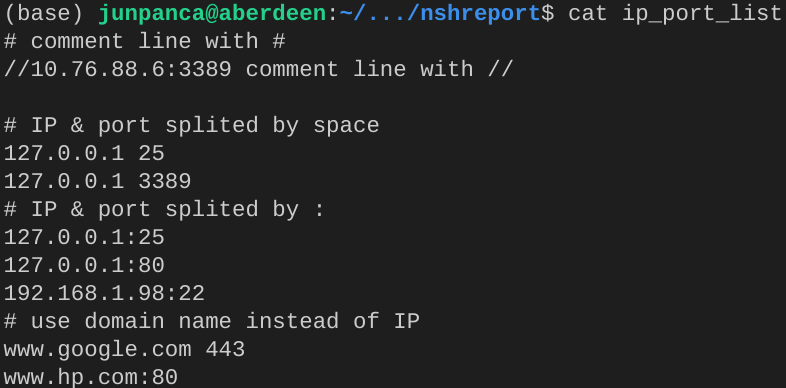 (base) junpanca@aberdeen:~/.../nshreport$ cat ip_port_list
# comment line with #
//10.76.88.6:3389 comment line with //
# IP & port splited by space
127.0.0.1 25
127.0.0.1 3389
# IP & port splited by :
127.0.0.1:25
127.0.0.1:80
192.168.1.98:22
# use domain name instead of IP
www.google.com 443
www.hp.com:80